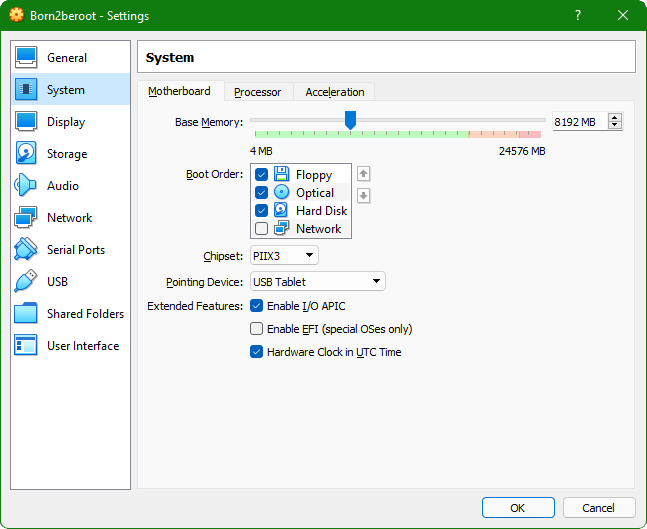 Born2beroot - Settings
?
General
System
Display
Storage
Audio
Network
Serial Ports
USB
Shared Folders
User Interface
System
Motherboard Processor Acceleration
Base Memory: 8192 MB
4 MB 24576 MB
Boot Order: Floppy
Optical
Hard Disk
Network
Chipset: PIIX3
Pointing Device: USB Tablet
Extended Features: Enable I/O APIC
Enable EFI (special OSes only)
Hardware Clock in UTC Time
OK Cancel